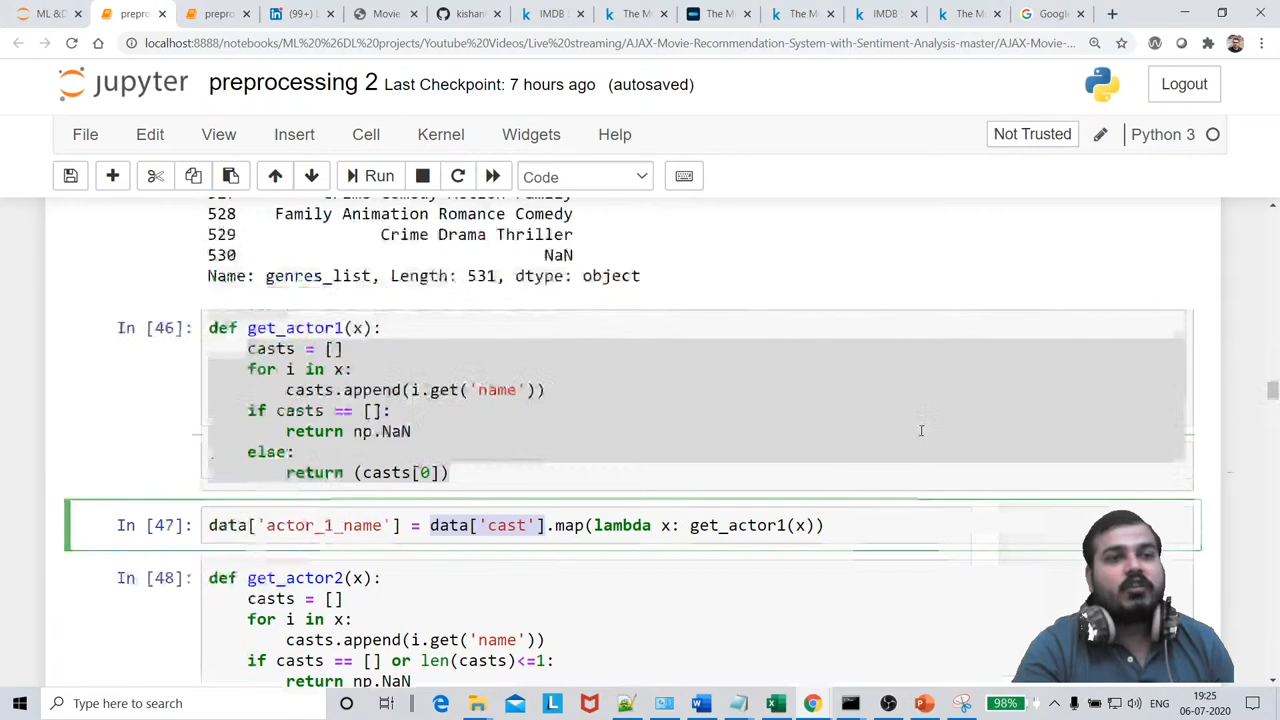 prepro
prepro
(99+) L
Movie
kishan
IMDB S
The M
The M
The M
IMDB S
The M
Google
localhost:8888/notebooks/ML%20%26DL%20projects/Youtube%20Videos/Live%20streaming/AJAX-Movie-Recommendation-System-with-Sentiment-Analysis-master/AJAX-Movie-...
jupyter preprocessing 2 Last Checkpoint: 7 hours ago (autosaved)
Logout
File Edit View Insert Cell Kernel Widgets Help
Not Trusted Python 3
Run Code
528 Family Animation Romance Comedy
529 Crime Drama Thriller
530 NaN
Name: genres_list, Length: 531, dtype: object
In [46]: def get_actor1(x):
casts = []
for i in x:
casts.append(i.get('name'))
if casts == []:
return np.NaN
else:
return (casts[0])
In [47]: data['actor_1_name'] = data['cast'].map(lambda x: get_actor1(x))
In [48]: def get_actor2(x):
casts = []
for i in x:
casts.append(i.get('name'))
if casts == [] or len(casts)<=1:
return np.NaN
Type here to search
98%
ENG
19:25
06-07-2020